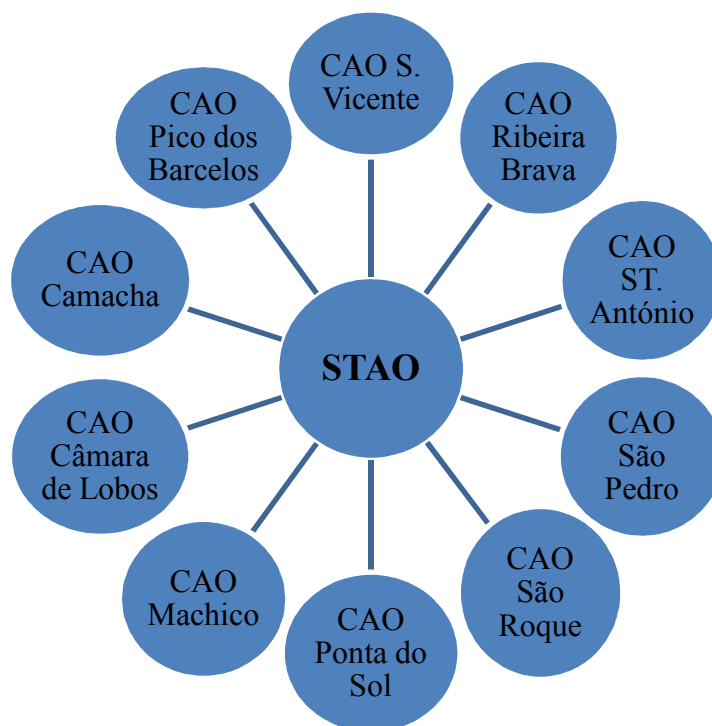 CAO S.
Vicente
CAO
Ribeira
Brava
CAO
ST.
António
CAO
São
Pedro
CAO
São
Roque
CAO
Ponta do
Sol
CAO
Machico
CAO
Câmara
de Lobos
CAO
Camacha
CAO
Pico dos
Barcelos
STAO